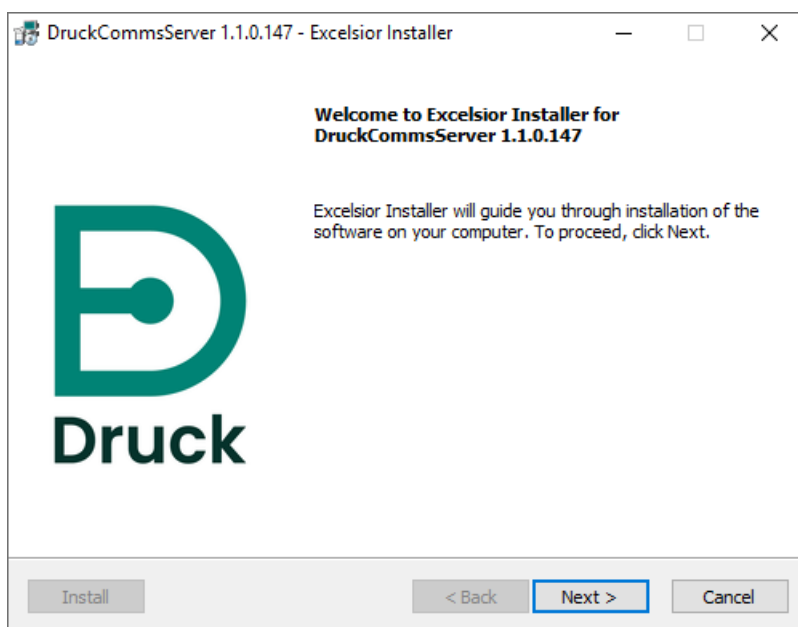 DruckCommsServer 1.1.0.147 - Excelsior Installer
Welcome to Excelsior Installer for
DruckCommsServer 1.1.0.147
Excelsior Installer will guide you through installation of the
software on your computer. To proceed, click Next.
Druck
Install
< Back
Next >
Cancel